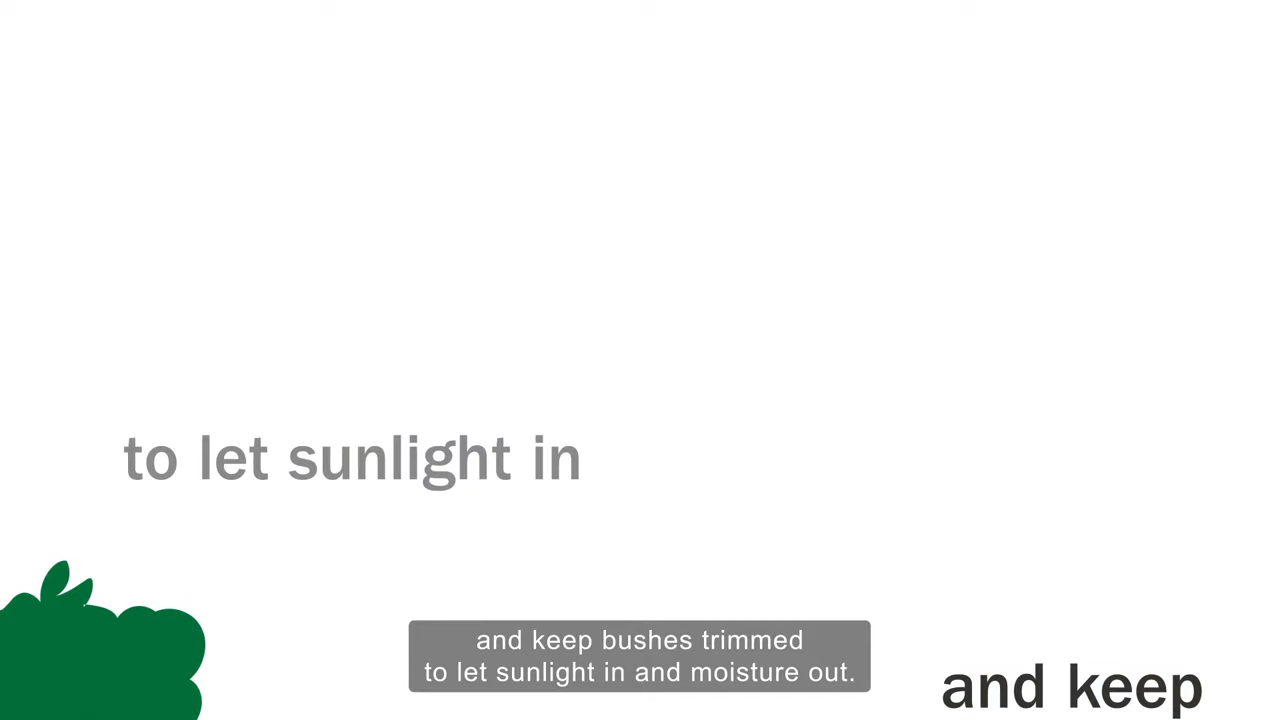 to let sunlight in
and keep bushes trimmed
to let sunlight in and moisture out.
and keep